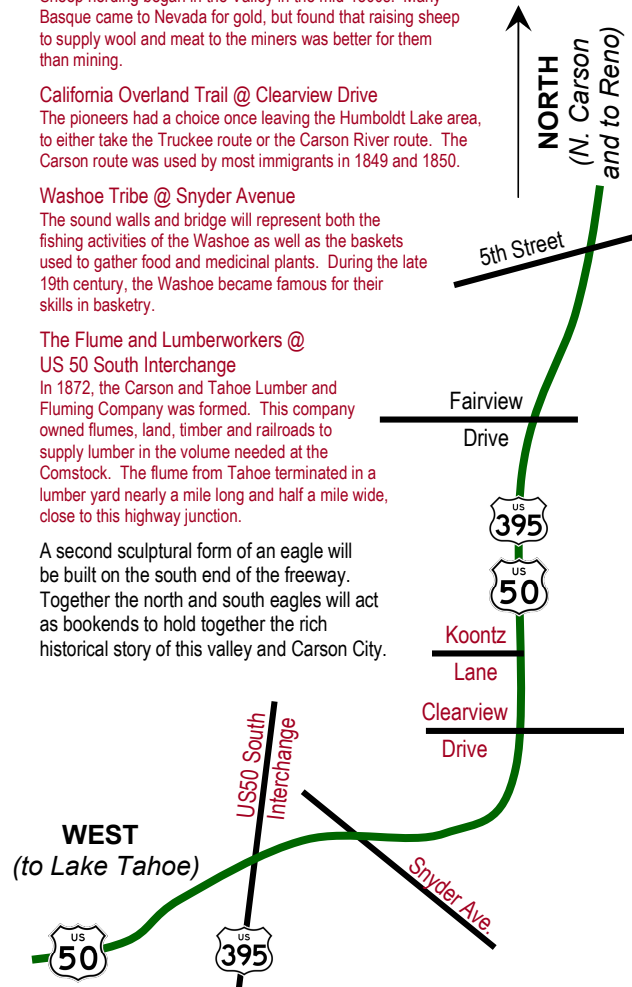 Basque came to Nevada for gold, but found that raising sheep
to supply wool and meat to the miners was better for them
than mining.
California Overland Trail @ Clearview Drive
The pioneers had a choice once leaving the Humboldt Lake area,
to either take the Truckee route or the Carson River route. The
Carson route was used by most immigrants in 1849 and 1850.
Washoe Tribe @ Snyder Avenue
The sound walls and bridge will represent both the
fishing activities of the Washoe as well as the baskets
used to gather food and medicinal plants. During the late
19th century, the Washoe became famous for their
skills in basketry.
The Flume and Lumberworkers @
US 50 South Interchange
In 1872, the Carson and Tahoe Lumber and
Fluming Company was formed. This company
owned flumes, land, timber and railroads to
supply lumber in the volume needed at the
Comstock. The flume from Tahoe terminated in a
lumber yard nearly a mile long and half a mile wide,
close to this highway junction.
A second sculptural form of an eagle will
be built on the south end of the freeway.
Together the north and south eagles will act
as bookends to hold together the rich
historical story of this valley and Carson City.
NORTH
(N. Carson
and to Reno)
5th Street
Fairview
Drive
US
395
US
50
Koontz
Lane
Clearview
Drive
US50 South
Interchange
WEST
(to Lake Tahoe)
Snyder Ave.
US
50
US
395